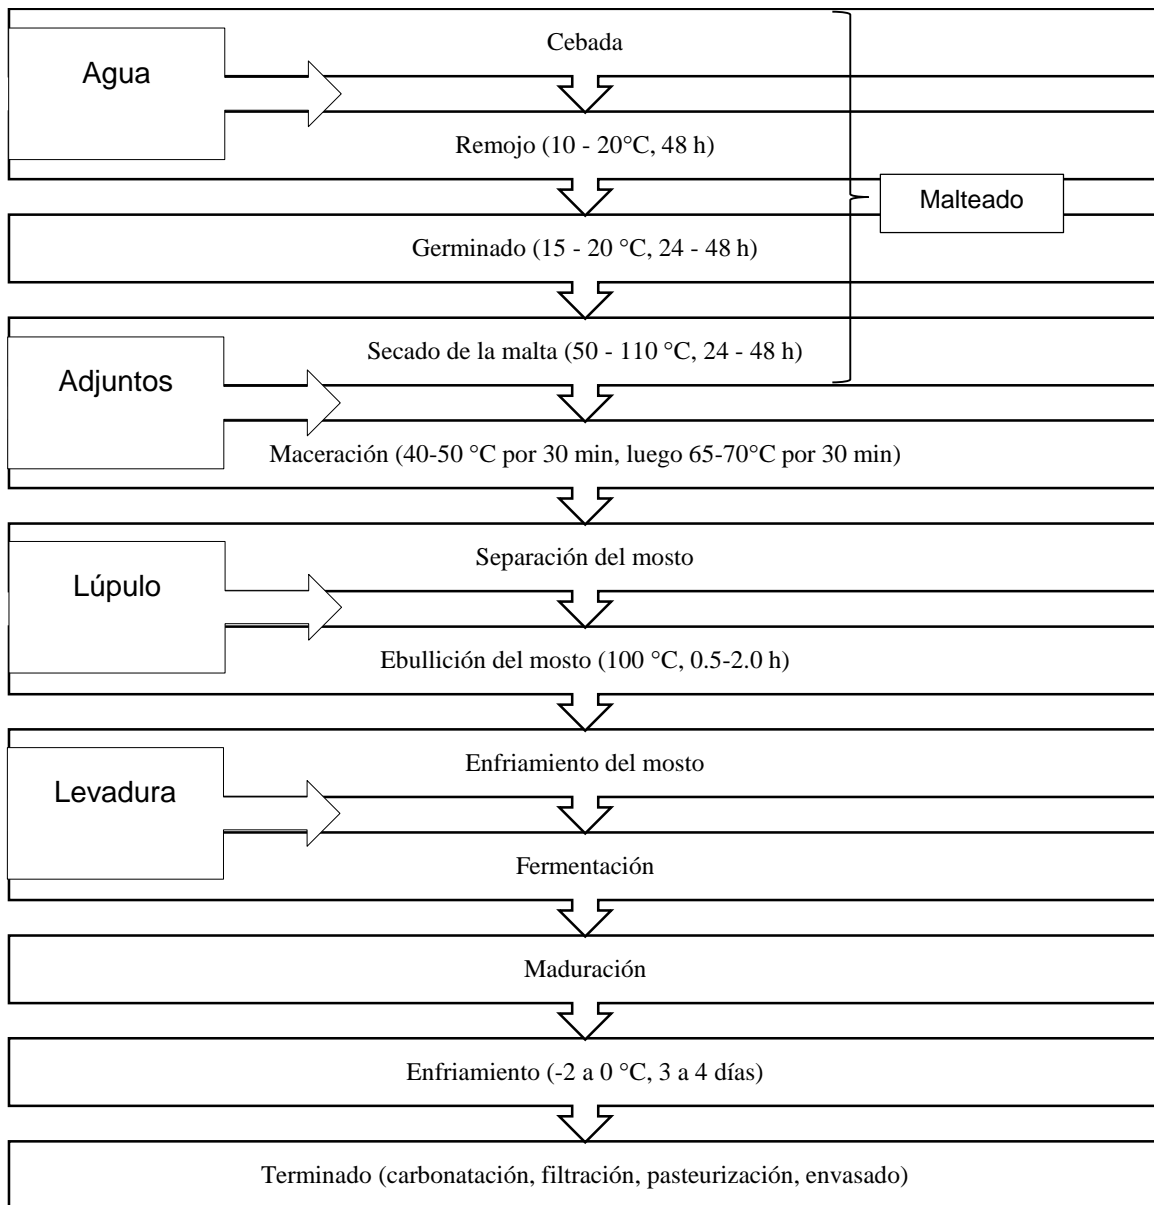 Cebada
Agua
Remojo (10 - 20°C, 48 h)
Malteado
Germinado (15 - 20 °C, 24 - 48 h)
Secado de la malta (50 - 110 °C, 24 - 48 h)
Adjuntos
Maceración (40-50 °C por 30 min, luego 65-70°C por 30 min)
Separación del mosto
Lúpulo
Ebullición del mosto (100 °C, 0.5-2.0 h)
Enfriamiento del mosto
Levadura
Fermentación
Maduración
Enfriamiento (-2 a 0 °C, 3 a 4 días)
Terminado (carbonatación, filtración, pasteurización, envasado)